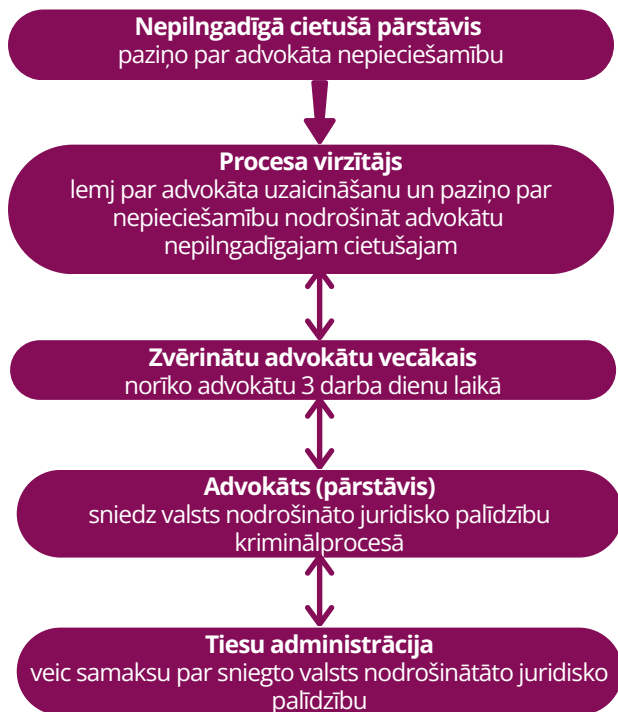 Nepilngadīgā cietušā pārstāvis
paziņo par advokāta nepieciešamību
Procesa virzītājs
lemj par advokāta uzaicināšanu un paziņo par
nepieciešamību nodrošināt advokātu
nepilngadīgajam cietušajam
Zvērinātu advokātu vecākais
norīko advokātu 3 darba dienu laikā
Advokāts (pārstāvis)
sniedz valsts nodrošināto juridisko palīdzību
kriminālprocesā
Tiesu administrācija
veic samaksu par sniegto valsts nodrošinātāto juridisko
palīdzību